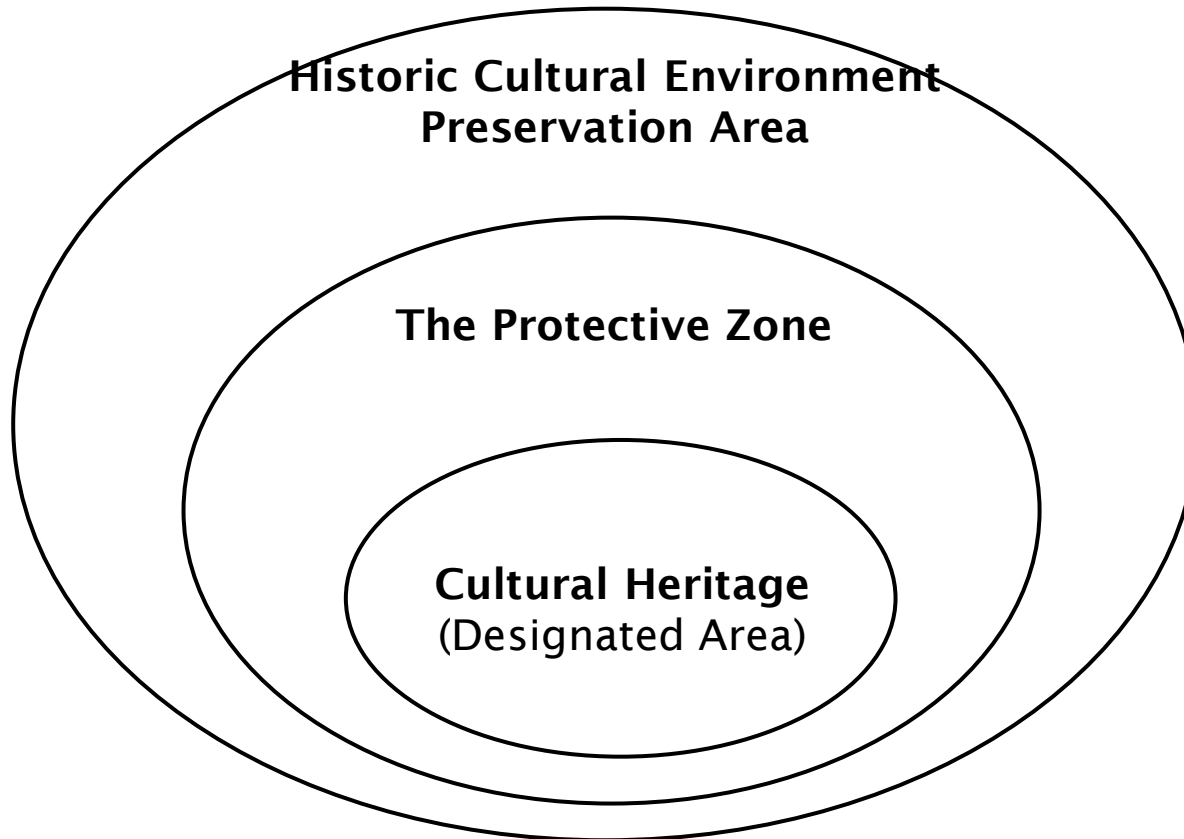 Historic Cultural Environment
Preservation Area
The Protective Zone
Cultural Heritage
(Designated Area)